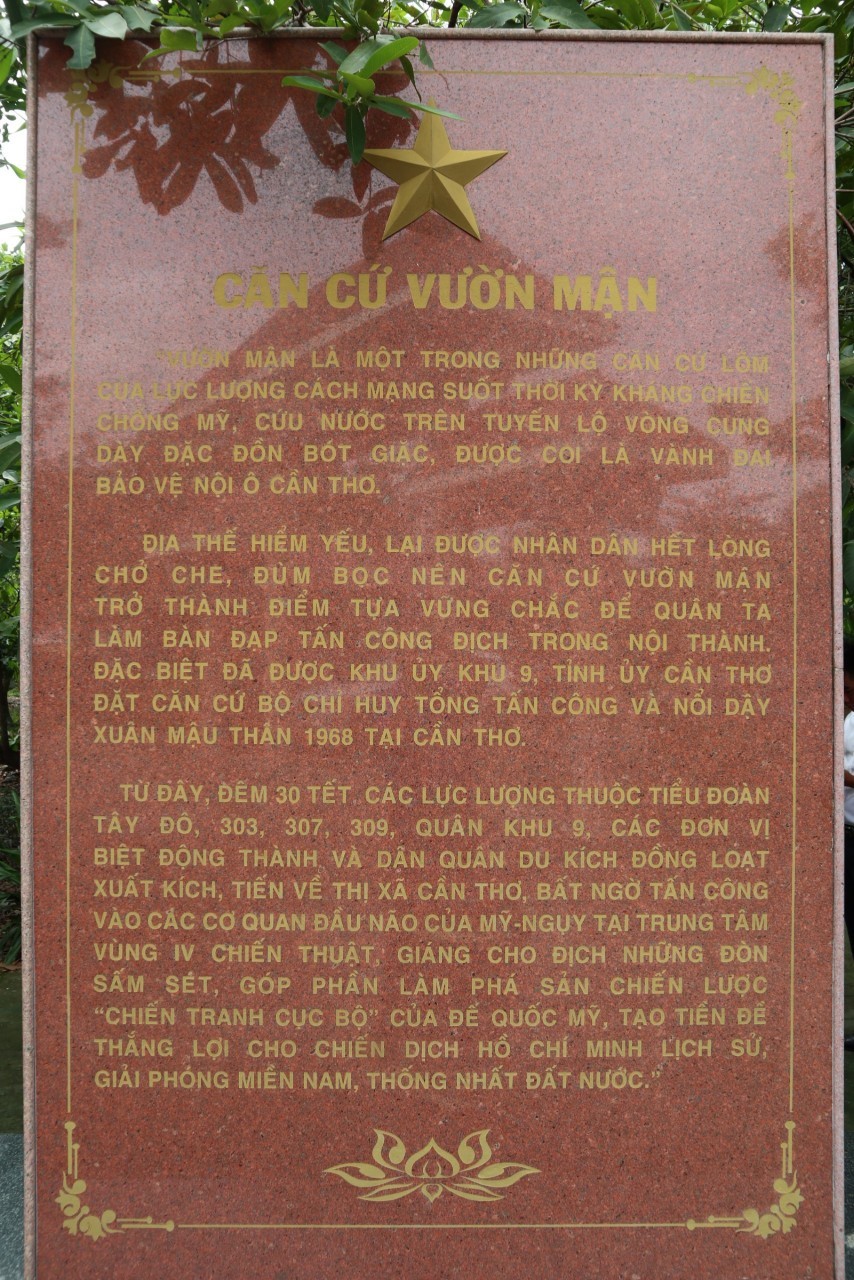 CĂN CỨ VƯỜN MẬN
"VƯỜN MẬN LÀ MỘT TRONG NHỮNG CĂN CỨ LÕM
CỦA LỰC LƯỢNG CÁCH MẠNG SUỐT THỜI KỲ KHÁNG CHIẾN
CHỐNG MỸ, CỨU NƯỚC TRÊN TUYẾN LỘ VÒNG CUNG
DÀY ĐẶC ĐỒN BÓT GIẶC, ĐƯỢC COI LÀ VÀNH ĐAI
BẢO VỆ NỘI Ô CẦN THƠ.
ĐỊA THẾ HIỂM YẾU, LẠI ĐƯỢC NHÂN DÂN HẾT LÒNG
CHỞ CHE, ĐÙM BỌC NÊN CĂN CỨ VƯỜN MẬN
TRỞ THÀNH ĐIỂM TỰA VỮNG CHẮC ĐỂ QUÂN TA
LÀM BÀN ĐẠP TẤN CÔNG ĐỊCH TRONG NỘI THÀNH.
ĐẶC BIỆT ĐÃ ĐƯỢC KHU ỦY KHU 9, TỈNH ỦY CẦN THƠ
ĐẶT CĂN CỨ BỘ CHỈ HUY TỔNG TẤN CÔNG VÀ NỔI DẬY
XUÂN MẬU THÂN 1968 TẠI CẦN THƠ.
TỪ ĐÂY, ĐÊM 30 TẾT, CÁC LỰC LƯỢNG THUỘC TIỂU ĐOÀN
TÂY ĐÔ, 303, 307, 309, QUÂN KHU 9, CÁC ĐƠN VỊ
BIỆT ĐỘNG THÀNH VÀ DÂN QUÂN DU KÍCH ĐỒNG LOẠT
XUẤT KÍCH, TIẾN VỀ THỊ XÃ CẦN THƠ, BẤT NGỜ TẤN CÔNG
VÀO CÁC CƠ QUAN ĐẦU NÃO CỦA MỸ-NGỤY TẠI TRUNG TÂM
VÙNG IV CHIẾN THUẬT, GIÁNG CHO ĐỊCH NHỮNG ĐÒN
SẤM SÉT, GÓP PHẦN LÀM PHÁ SẢN CHIẾN LƯỢC
"CHIẾN TRANH CỤC BỘ" CỦA ĐẾ QUỐC MỸ, TẠO TIỀN ĐỀ
THẮNG LỢI CHO CHIẾN DỊCH HỒ CHÍ MINH LỊCH SỬ,
GIẢI PHÓNG MIỀN NAM, THỐNG NHẤT ĐẤT NƯỚC."